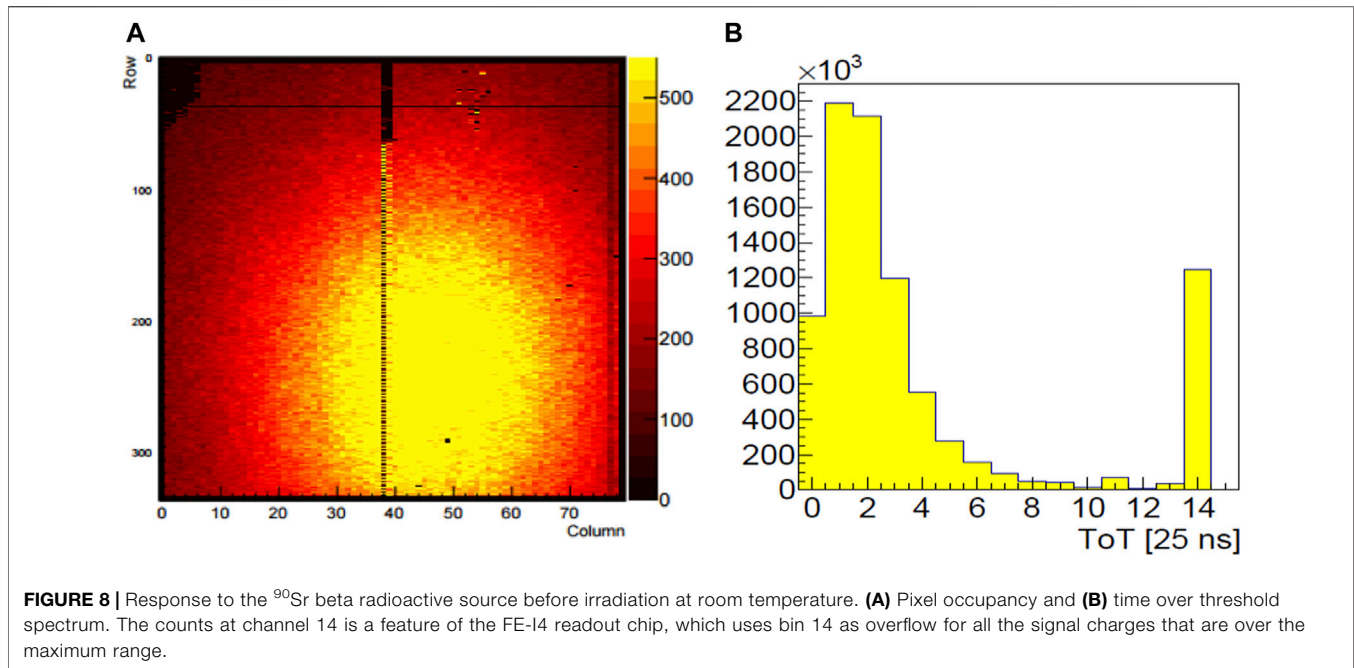 A
Row
0
100
200
300
0 10 20 30 40 50 60 70
Column
500
400
300
200
100
0
B
×10³
2200
2000
1800
1600
1400
1200
1000
800
600
400
200
0
0 2 4 6 8 10 12 14
ToT [25 ns]
FIGURE 8 | Response to the ⁹⁰Sr beta radioactive source before irradiation at room temperature. (A) Pixel occupancy and (B) time over threshold
spectrum. The counts at channel 14 is a feature of the FE-I4 readout chip, which uses bin 14 as overflow for all the signal charges that are over the
maximum range.